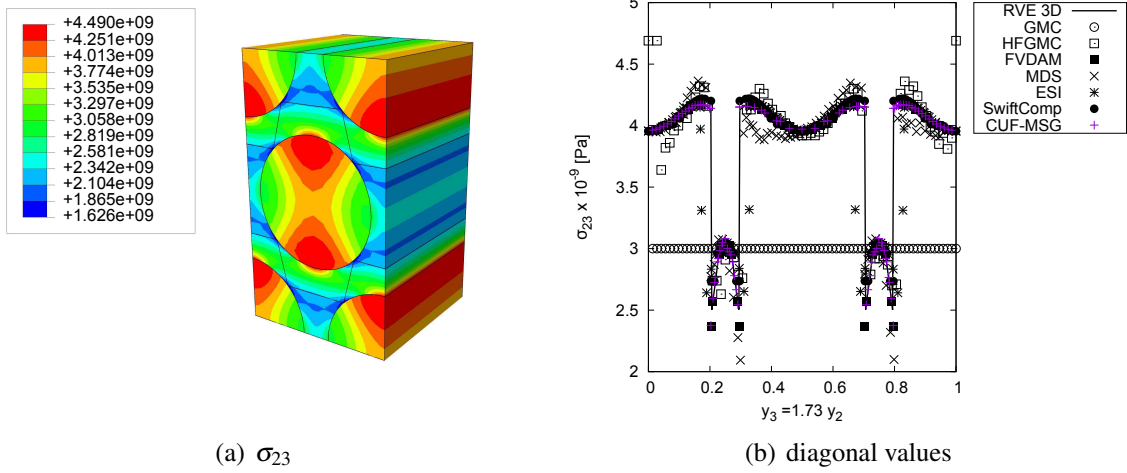 +4.490e+09
+4.251e+09
+4.013e+09
+3.774e+09
+3.535e+09
+3.297e+09
+3.058e+09
+2.819e+09
+2.581e+09
+2.342e+09
+2.104e+09
+1.865e+09
+1.626e+09
(a) σ23
5
4.5
4
3.5
3
2.5
2
σ23 x 10-9 [Pa]
0 0.2 0.4 0.6 0.8 1
y3 =1.73 y2
RVE 3D
GMC
HFGMC
FVDAM
MDS
ESI
SwiftComp
CUF-MSG
(b) diagonal values